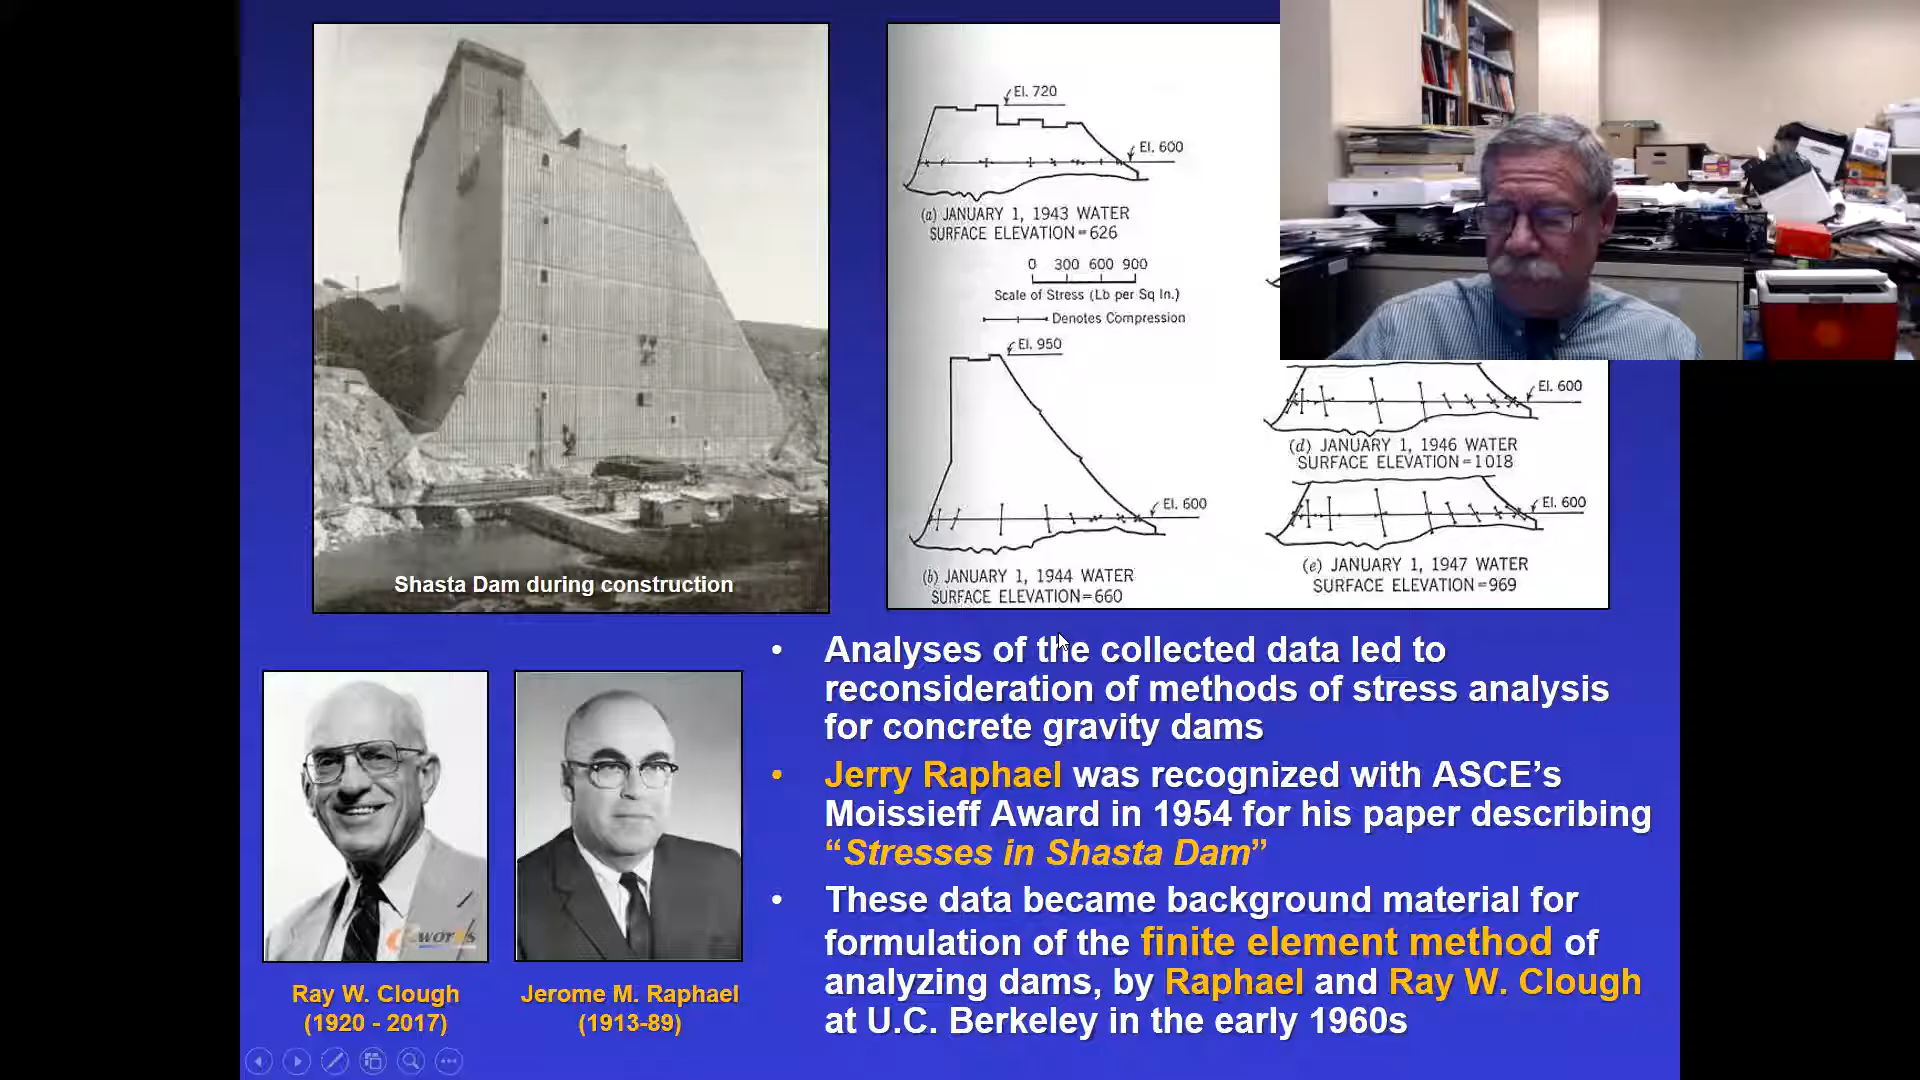 El. 720
El. 600
(a) JANUARY 1, 1943 WATER
SURFACE ELEVATION=626
0 300 600 900
Scale of Stress (Lb per Sq In.)
Denotes Compression
El. 950
El. 600
(b) JANUARY 1, 1944 WATER
SURFACE ELEVATION=660
El. 600
(d) JANUARY 1, 1946 WATER
SURFACE ELEVATION=1018
El. 600
(e) JANUARY 1, 1947 WATER
SURFACE ELEVATION=969
Shasta Dam during construction
• Analyses of the collected data led to
reconsideration of methods of stress analysis
for concrete gravity dams
• Jerry Raphael was recognized with ASCE’s
Moissieff Award in 1954 for his paper describing
“Stresses in Shasta Dam”
• These data became background material for
formulation of the finite element method of
analyzing dams, by Raphael and Ray W. Clough
at U.C. Berkeley in the early 1960s
Ray W. Clough
(1920 - 2017)
Jerome M. Raphael
(1913-89)